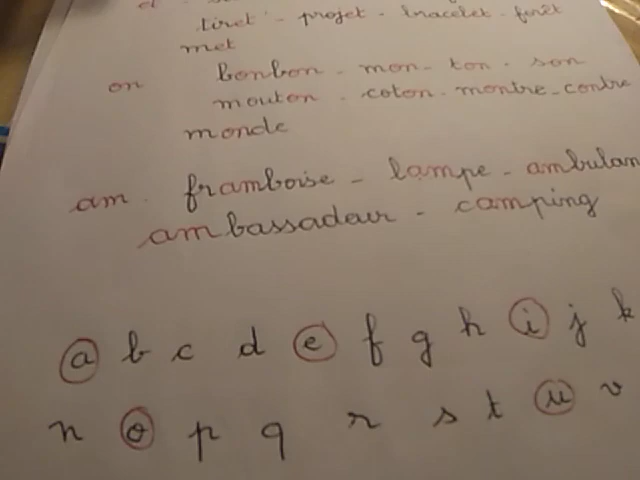 tiret - projet - bracelet - forêt
met
on bonbon - mon - ton - son
mouton - coton - montre - contre
monde
am - framboise - lampe - ambulan
ambassadeur - camping
a b c d e f g h i j k
n o p q r s t u v